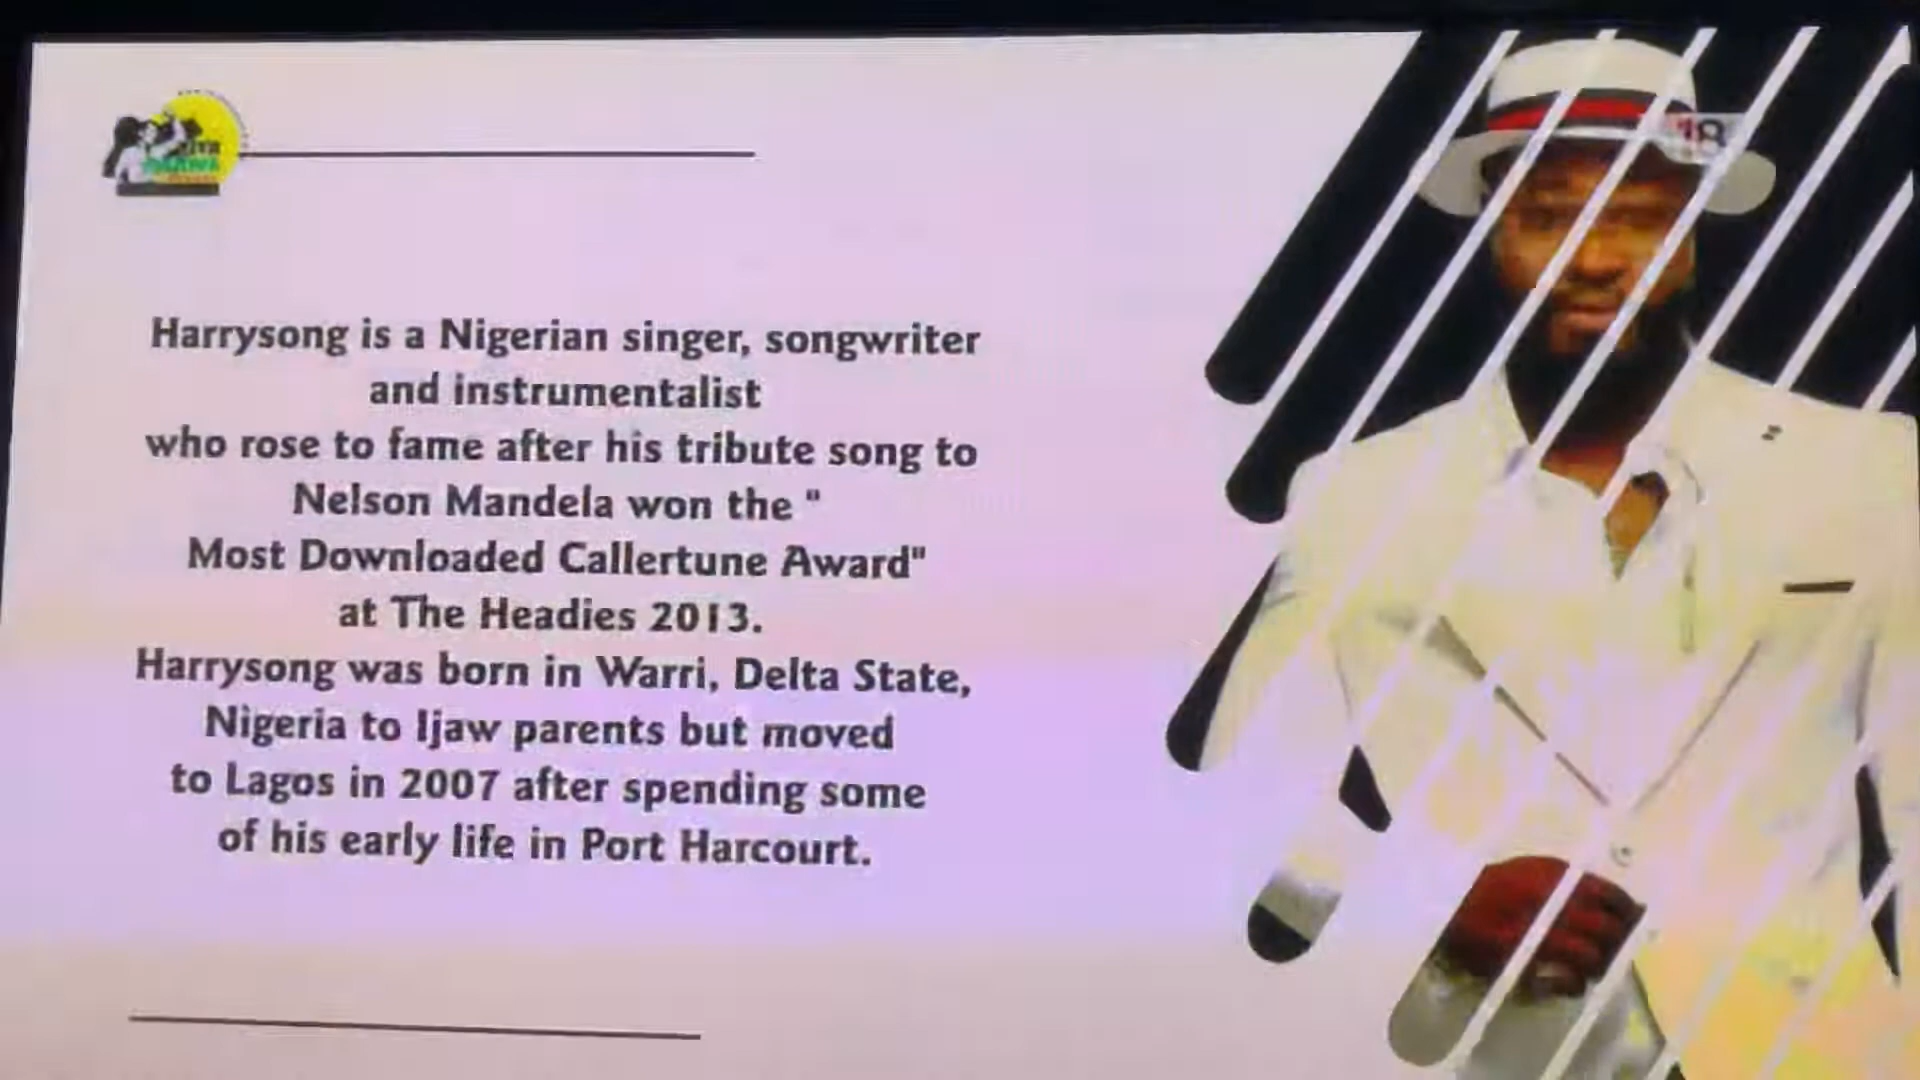 18
Harrysong is a Nigerian singer, songwriter
and instrumentalist
who rose to fame after his tribute song to
Nelson Mandela won the "
Most Downloaded Callertune Award"
at The Headies 2013.
Harrysong was born in Warri, Delta State,
Nigeria to Ijaw parents but moved
to Lagos in 2007 after spending some
of his early life in Port Harcourt.